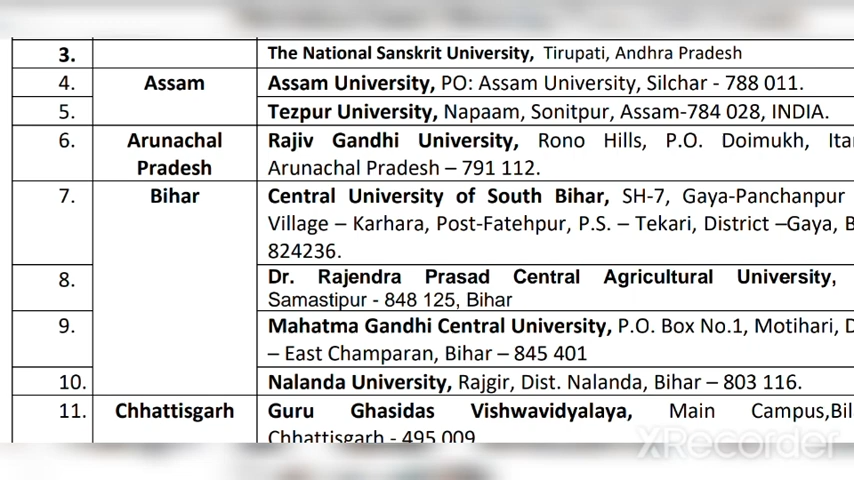 3. The National Sanskrit University, Tirupati, Andhra Pradesh
4. Assam Assam University, PO: Assam University, Silchar - 788 011.
5. Tezpur University, Napaam, Sonitpur, Assam-784 028, INDIA.
6. Arunachal Rajiv Gandhi University, Rono Hills, P.O. Doimukh, Ita
Pradesh Arunachal Pradesh – 791 112.
7. Bihar Central University of South Bihar, SH-7, Gaya-Panchanpur
Village – Karhara, Post-Fatehpur, P.S. – Tekari, District –Gaya, B
824236.
8. Dr. Rajendra Prasad Central Agricultural University,
Samastipur - 848 125, Bihar
9. Mahatma Gandhi Central University, P.O. Box No.1, Motihari, D
– East Champaran, Bihar – 845 401
10. Nalanda University, Rajgir, Dist. Nalanda, Bihar – 803 116.
11. Chhattisgarh Guru Ghasidas Vishwavidyalaya, Main Campus,Bil
Chhattisgarh - 495 009
XRecorder